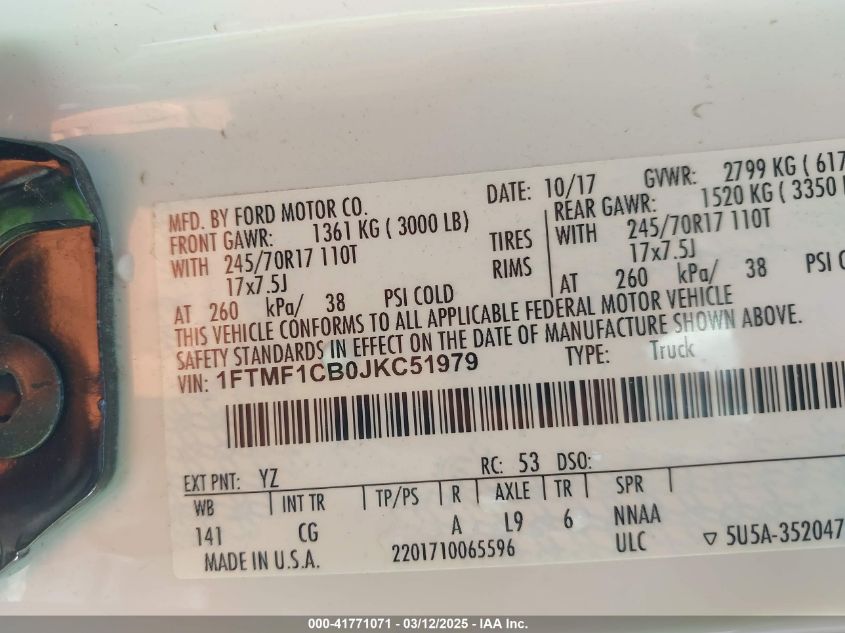 MFD. BY FORD MOTOR CO. DATE: 10/17 GVWR: 2799 KG ( 617
FRONT GAWR: 1361 KG ( 3000 LB) REAR GAWR: 1520 KG ( 3350
WITH 245/70R17 110T TIRES WITH 245/70R17 110T
17x7.5J RIMS 17x7.5J
AT 260 kPa/ 38 PSI COLD AT 260 kPa/ 38 PSI CO
THIS VEHICLE CONFORMS TO ALL APPLICABLE FEDERAL MOTOR VEHICLE
SAFETY STANDARDS IN EFFECT ON THE DATE OF MANUFACTURE SHOWN ABOVE.
VIN: 1FTMF1CB0JKC51979 TYPE: Truck
EXT PNT: YZ RC: 53 DSO:
WB INT TR TP/PS R AXLE TR SPR
141 CG A L9 6 NNAA
ULC
MADE IN U.S.A. 2201710065596 5U5A-352047
000-41771071 - 03/12/2025 - IAA Inc.